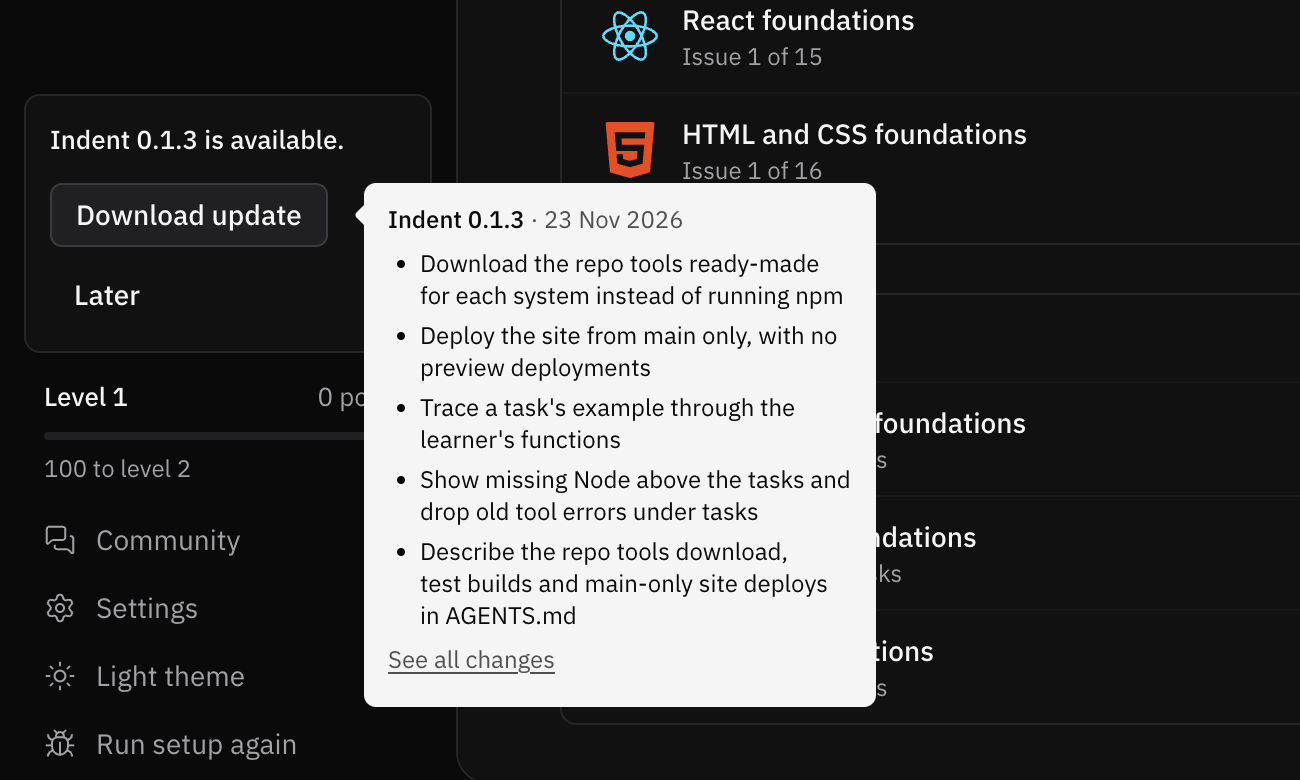 React foundations
Issue 1 of 15
HTML and CSS foundations
Issue 1 of 16
Indent 0.1.3 is available.
Download update
Later
Indent 0.1.3 · 23 Nov 2026
• Download the repo tools ready-made
for each system instead of running npm
• Deploy the site from main only, with no
preview deployments
• Trace a task's example through the
learner's functions
• Show missing Node above the tasks and
drop old tool errors under tasks
• Describe the repo tools download,
test builds and main-only site deploys
in AGENTS.md
See all changes
Level 1
0
100 to level 2
Community
Settings
Light theme
Run setup again
foundations